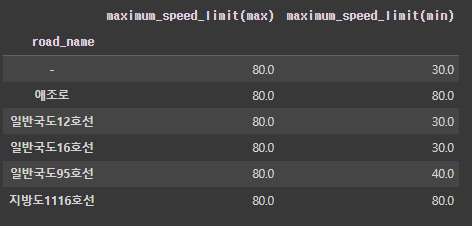 maximum_speed_limit(max) maximum_speed_limit(min)
road_name
- 80.0 30.0
애조로 80.0 80.0
일반국도12호선 80.0 30.0
일반국도16호선 80.0 30.0
일반국도95호선 80.0 40.0
지방도1116호선 80.0 80.0